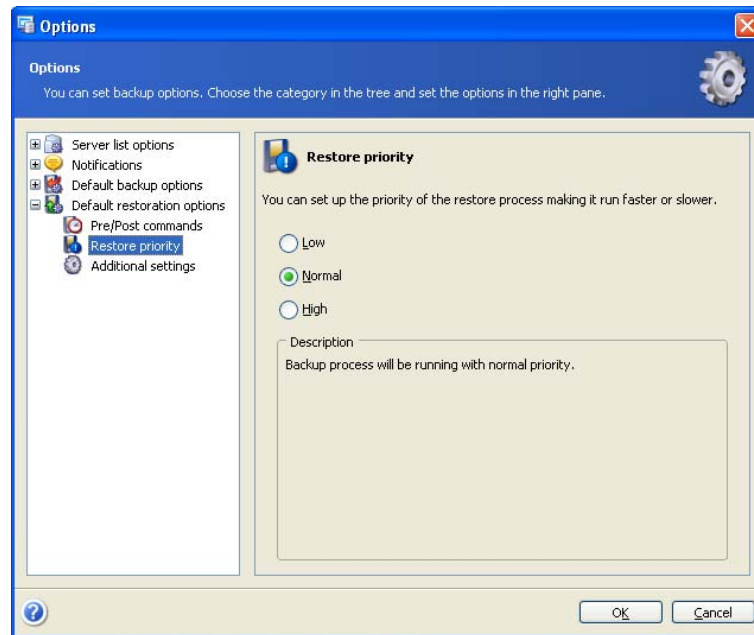 Options
Options
You can set backup options. Choose the category in the tree and set the options in the right pane.
Server list options
Notifications
Default backup options
Default restoration options
Pre/Post commands
Restore priority
Additional settings
Restore priority
You can set up the priority of the restore process making it run faster or slower.
Low
Normal
High
Description
Backup process will be running with normal priority.
OK
Cancel